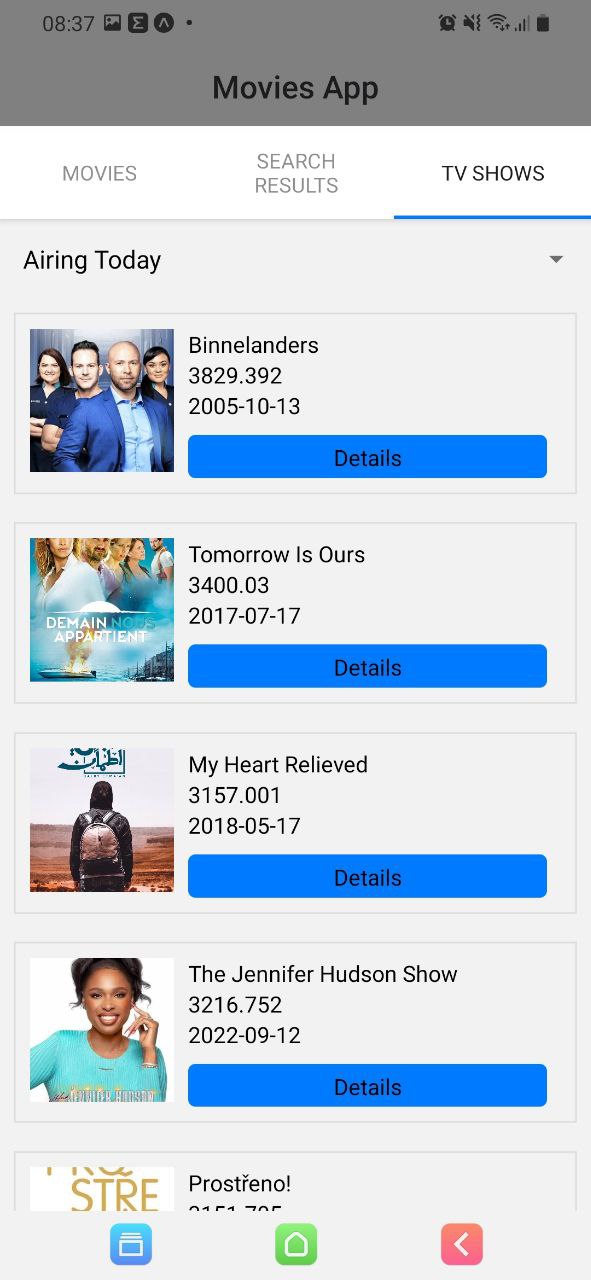 08:37
Movies App
MOVIES
SEARCH
RESULTS
TV SHOWS
Airing Today
Binnelanders
3829.392
2005-10-13
Details
DEMAIN NOUS
APPARTIENT
Tomorrow Is Ours
3400.03
2017-07-17
Details
My Heart Relieved
3157.001
2018-05-17
Details
JENNIFER HUDSON
The Jennifer Hudson Show
3216.752
2022-09-12
Details
STRE
Prostřeno!